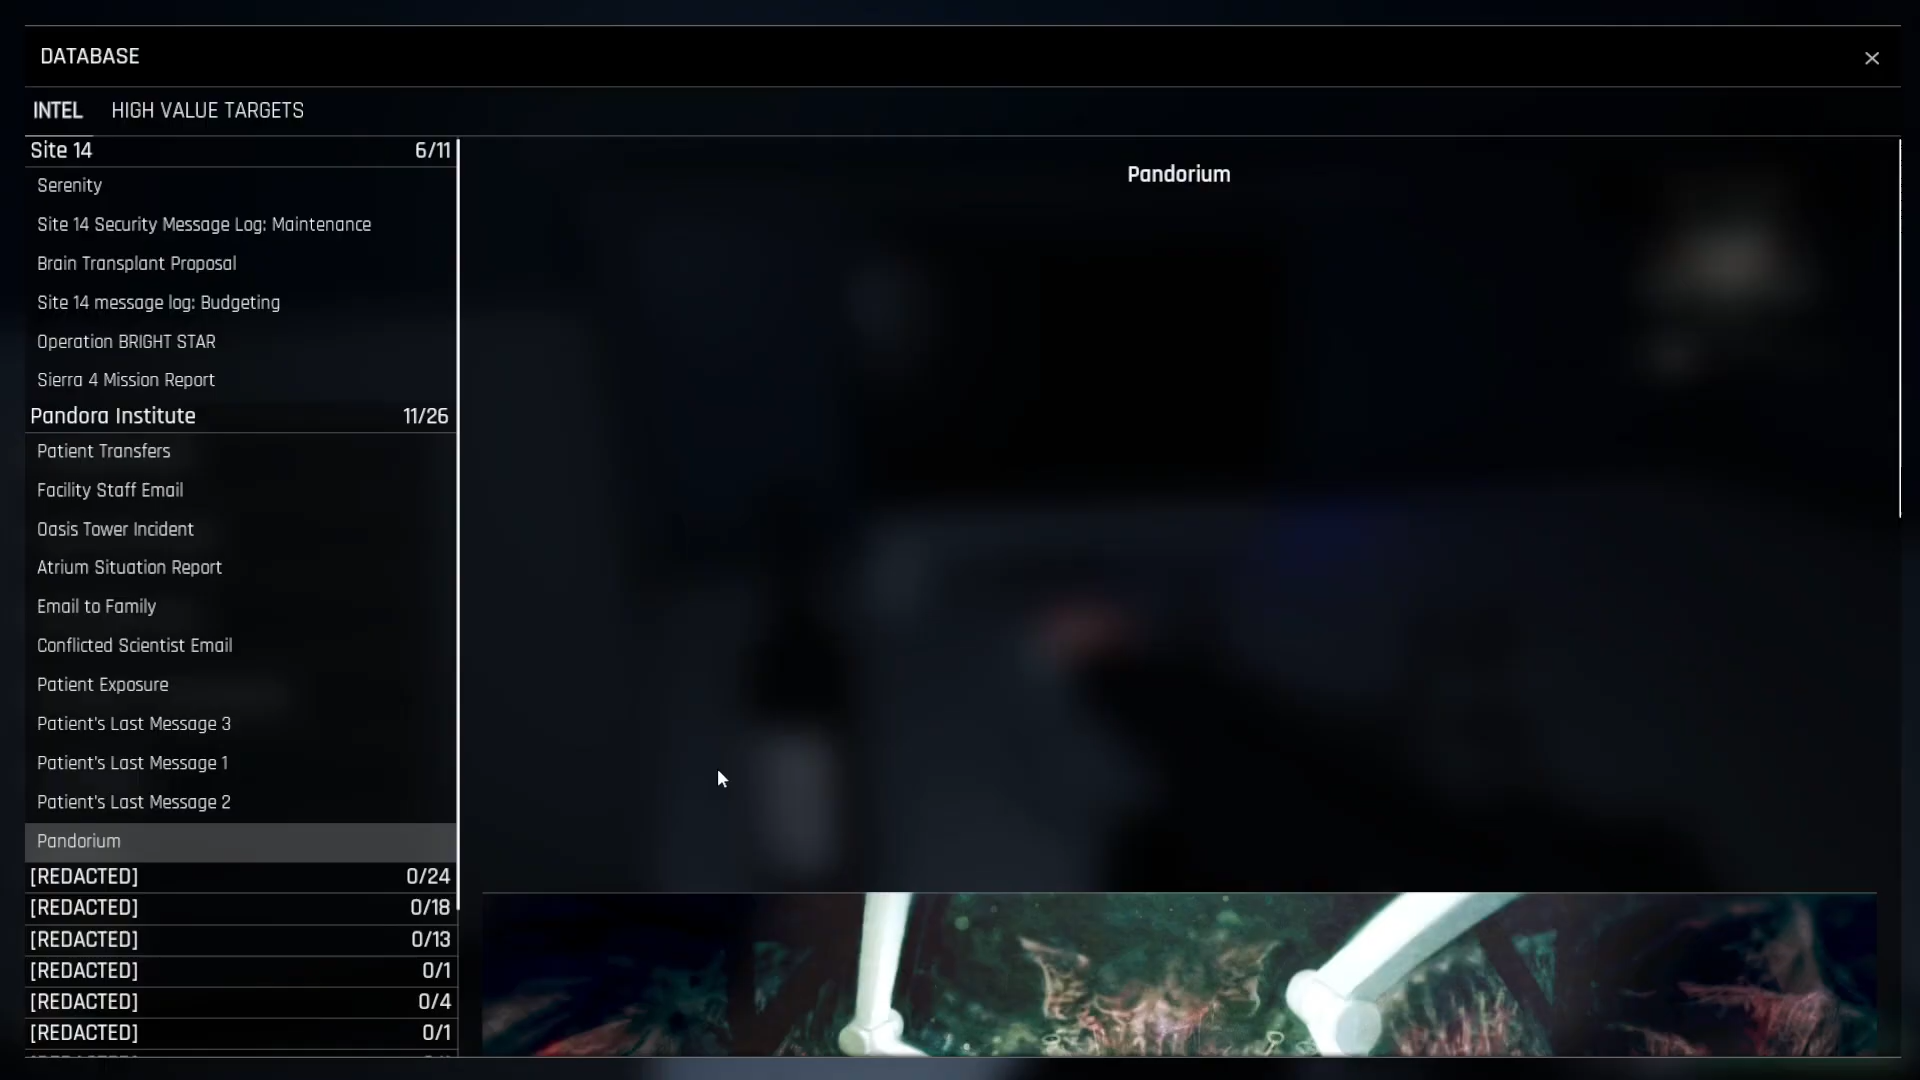 DATABASE
INTEL HIGH VALUE TARGETS
Site 14 6/11
Serenity
Site 14 Security Message Log: Maintenance
Brain Transplant Proposal
Site 14 message log: Budgeting
Operation BRIGHT STAR
Sierra 4 Mission Report
Pandora Institute 11/26
Patient Transfers
Facility Staff Email
Oasis Tower Incident
Atrium Situation Report
Email to Family
Conflicted Scientist Email
Patient Exposure
Patient's Last Message 3
Patient's Last Message 1
Patient's Last Message 2
Pandorium
[REDACTED] 0/24
[REDACTED] 0/18
[REDACTED] 0/13
[REDACTED] 0/1
[REDACTED] 0/4
[REDACTED] 0/1
Pandorium